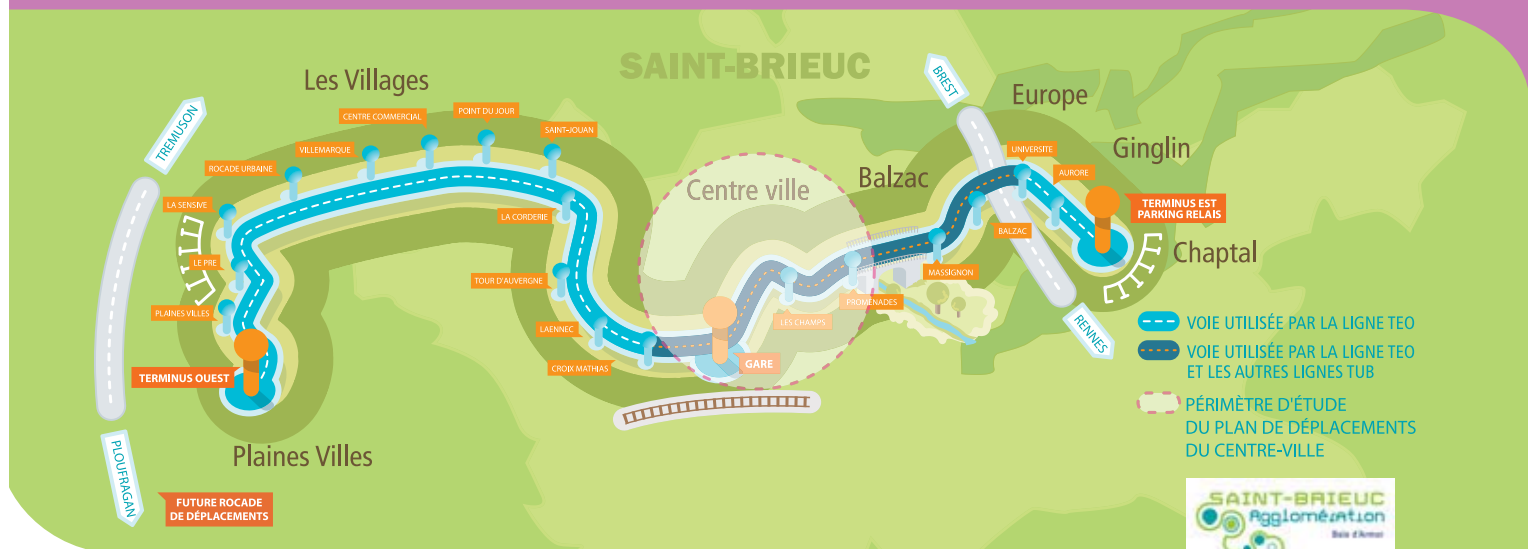 SAINT-BRIEUC
Les Villages
TREMUSON
CENTRE COMMERCIAL
POINT DU JOUR
SAINT-JOUAN
VILLEMARQUE
ROCADE URBAINE
LA SENSIVE
LE PRE
PLAINES VILLES
TERMINUS OUEST
Plaines Villes
PLOUFRAGAN
FUTURE ROCADE
DE DÉPLACEMENTS
LA CORDERIE
TOUR D'AUVERGNE
LAENNEC
CROIX MATHIAS
Centre ville
GARE
LES CHAMPS
PROMENADES
Balzac
MASSIGNON
BALZAC
BREST
Europe
UNIVERSITE
AURORE
Ginglin
TERMINUS EST
PARKING RELAIS
Chaptal
RENNES
VOIE UTILISÉE PAR LA LIGNE TEO
VOIE UTILISÉE PAR LA LIGNE TEO
ET LES AUTRES LIGNES TUB
PÉRIMÈTRE D'ÉTUDE
DU PLAN DE DÉPLACEMENTS
DU CENTRE-VILLE
SAINT-BRIEUC
Agglomération
Baie d'Armor